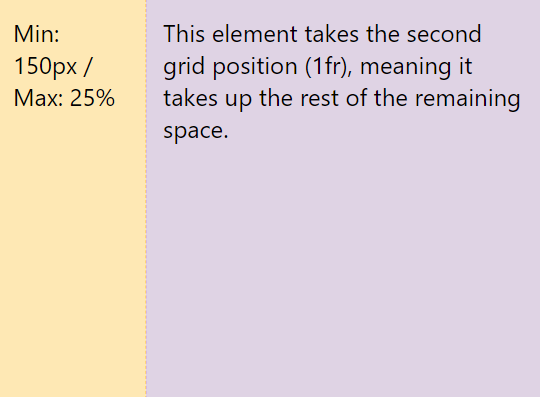 Min:
150px /
Max: 25%
This element takes the second
grid position (1fr), meaning it
takes up the rest of the remaining
space.